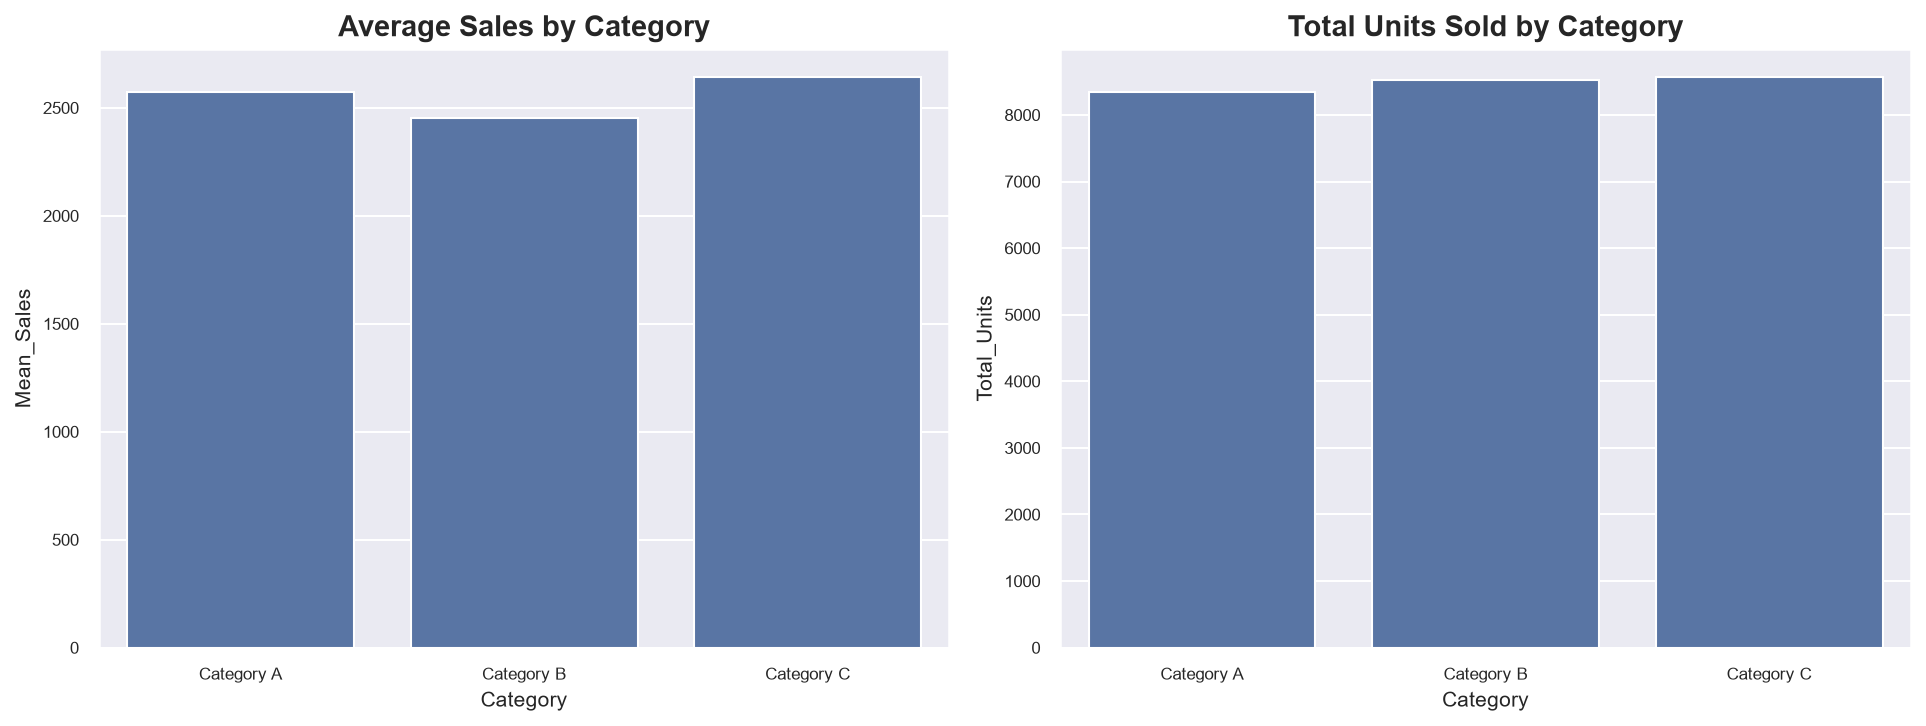 Average Sales by Category
Mean_Sales
2500
2000
1500
1000
500
0
Category A
Category B
Category C
Category
Total Units Sold by Category
Total_Units
8000
7000
6000
5000
4000
3000
2000
1000
0
Category A
Category B
Category C
Category